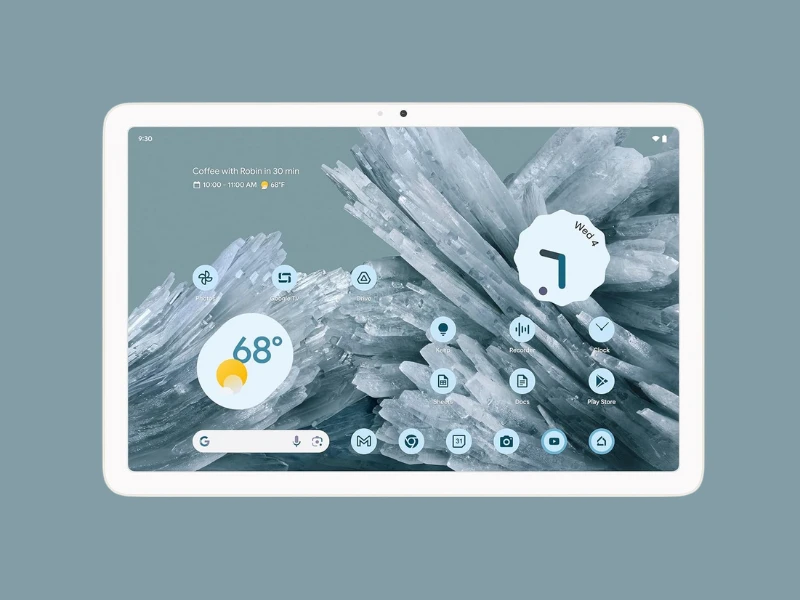 9:30
Coffee with Robin in 30 min
10:00 - 11:00 AM 68°F
Wed 4
Photos
Google TV
Drive
68°
Keep
Recorder
Clock
Sheets
Docs
Play Store
G
31